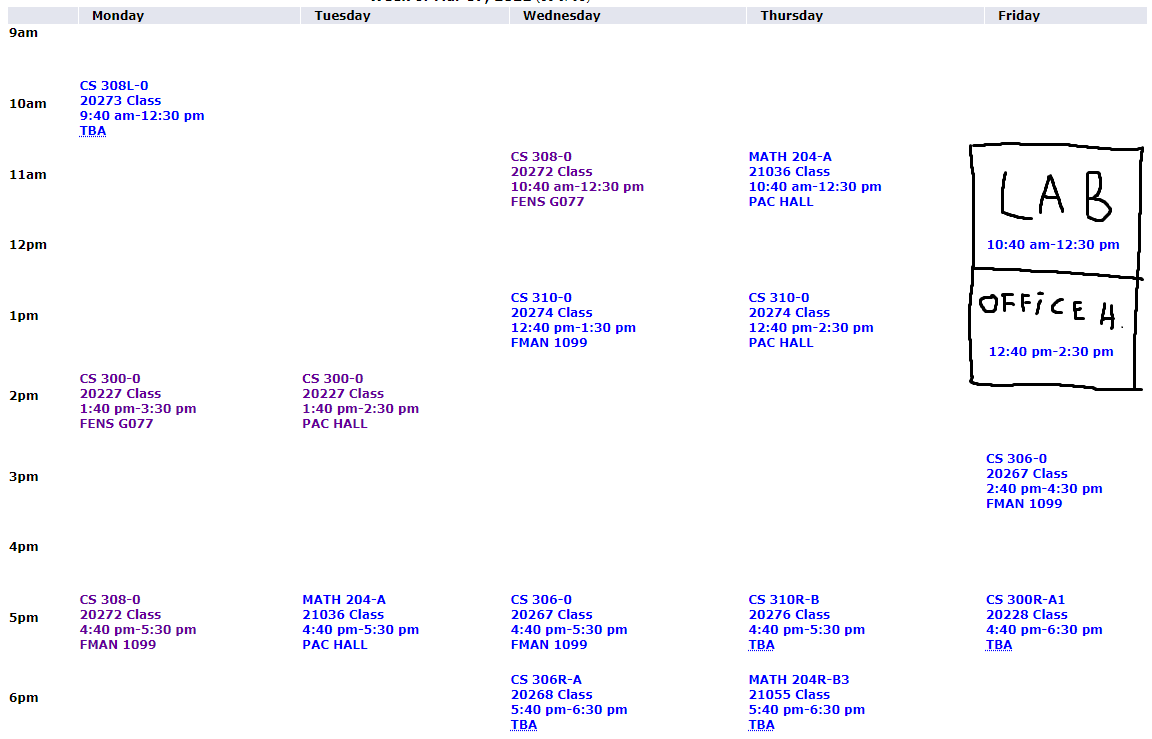 Monday Tuesday Wednesday Thursday Friday
9am
CS 308L-0
20273 Class
10am
9:40 am-12:30 pm
TBA
CS 308-0 MATH 204-A
20272 Class 21036 Class
11am
10:40 am-12:30 pm 10:40 am-12:30 pm
FENS G077 PAC HALL
LAB
12pm
10:40 am-12:30 pm
CS 310-0 CS 310-0
20274 Class 20274 Class
OFFiCE H.
1pm
12:40 pm-1:30 pm 12:40 pm-2:30 pm
FMAN 1099 PAC HALL
12:40 pm-2:30 pm
CS 300-0 CS 300-0
20227 Class 20227 Class
2pm
1:40 pm-3:30 pm 1:40 pm-2:30 pm
FENS G077 PAC HALL
CS 306-0
20267 Class
3pm
2:40 pm-4:30 pm
FMAN 1099
4pm
CS 308-0 MATH 204-A CS 306-0 CS 310R-B CS 300R-A1
20272 Class 21036 Class 20267 Class 20276 Class 20228 Class
5pm
4:40 pm-5:30 pm 4:40 pm-5:30 pm 4:40 pm-5:30 pm 4:40 pm-5:30 pm 4:40 pm-6:30 pm
FMAN 1099 PAC HALL FMAN 1099 TBA TBA
CS 306R-A MATH 204R-B3
20268 Class 21055 Class
6pm
5:40 pm-6:30 pm 5:40 pm-6:30 pm
TBA TBA